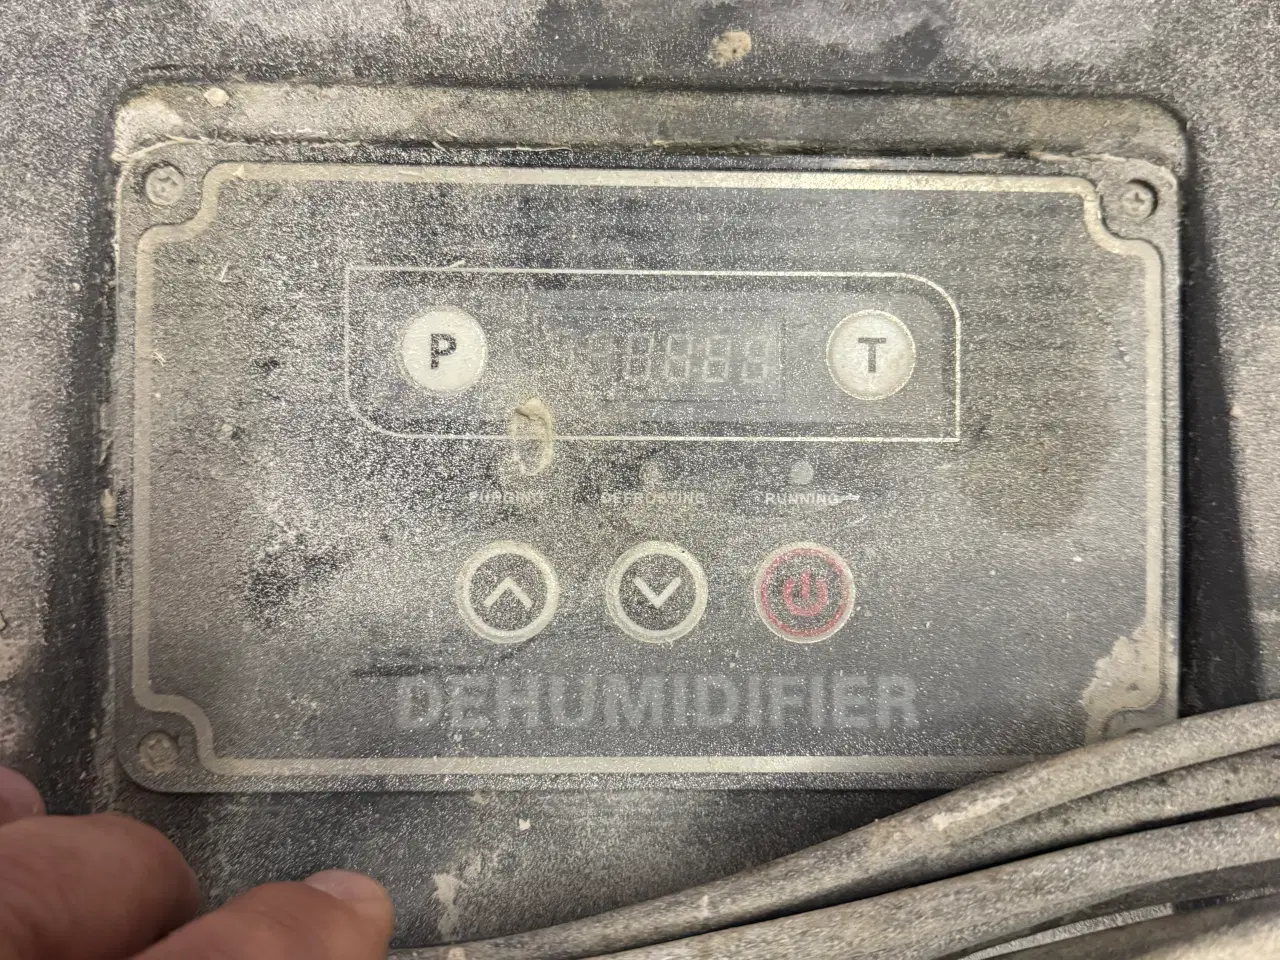 P T
PURGING DEFROSTING RUNNING
DEHUMIDIFIER